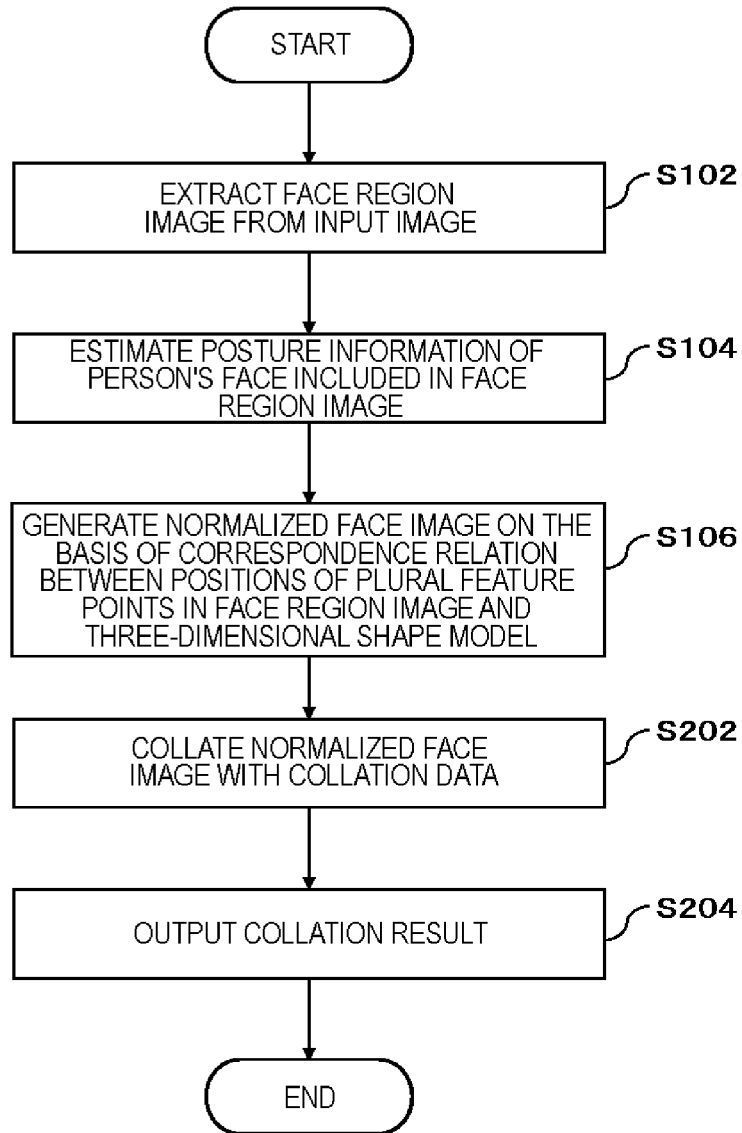 START
EXTRACT FACE REGION
IMAGE FROM INPUT IMAGE
S102
ESTIMATE POSTURE INFORMATION OF
PERSON'S FACE INCLUDED IN FACE
REGION IMAGE
S104
GENERATE NORMALIZED FACE IMAGE ON THE
BASIS OF CORRESPONDENCE RELATION
BETWEEN POSITIONS OF PLURAL FEATURE
POINTS IN FACE REGION IMAGE AND
THREE-DIMENSIONAL SHAPE MODEL
S106
COLLATE NORMALIZED FACE
IMAGE WITH COLLATION DATA
S202
OUTPUT COLLATION RESULT
S204
END